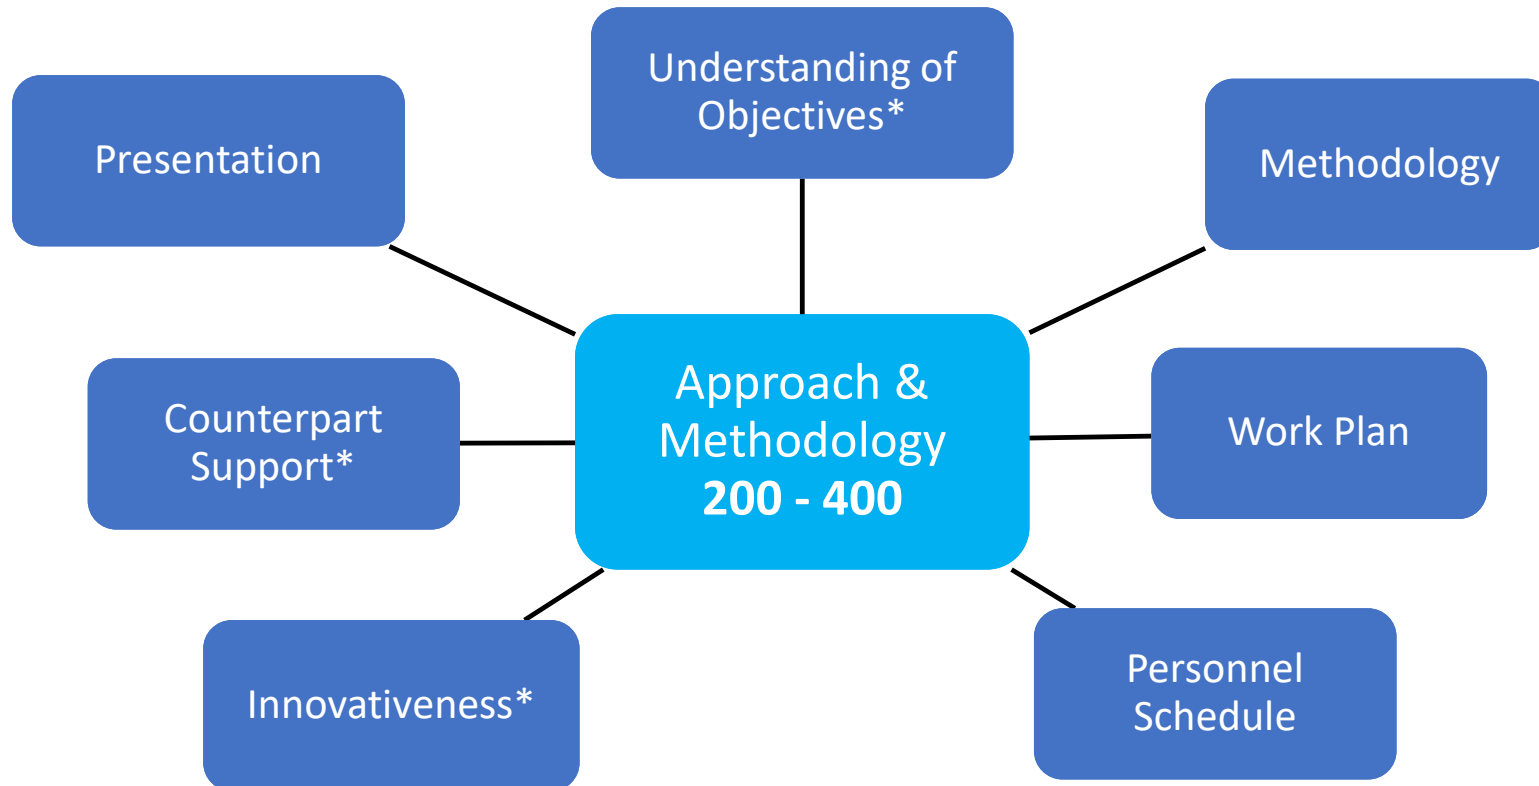 Understanding of
Objectives*
Presentation
Methodology
Approach &
Methodology
200 - 400
Counterpart
Support*
Work Plan
Innovativeness*
Personnel
Schedule